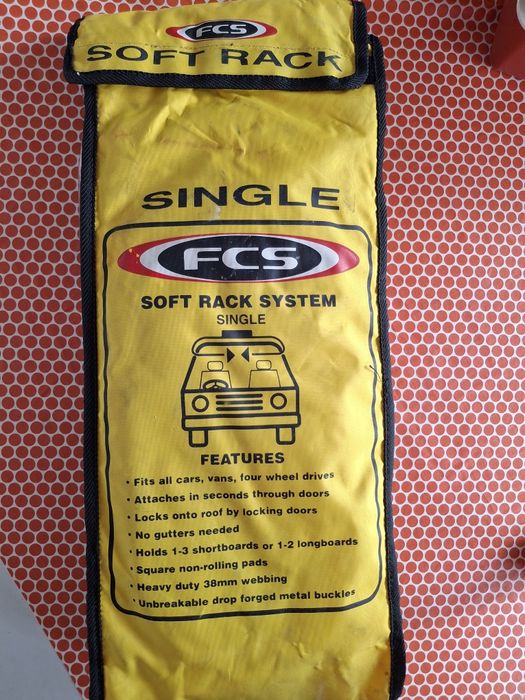 FCS
SOFT RACK
SINGLE
FCS
SOFT RACK SYSTEM
SINGLE
FEATURES
• Fits all cars, vans, four wheel drives
• Attaches in seconds through doors
• Locks onto roof by locking doors
• No gutters needed
• Holds 1-3 shortboards or 1-2 longboards
• Square non-rolling pads
• Heavy duty 38mm webbing
• Unbreakable drop forged metal buckles